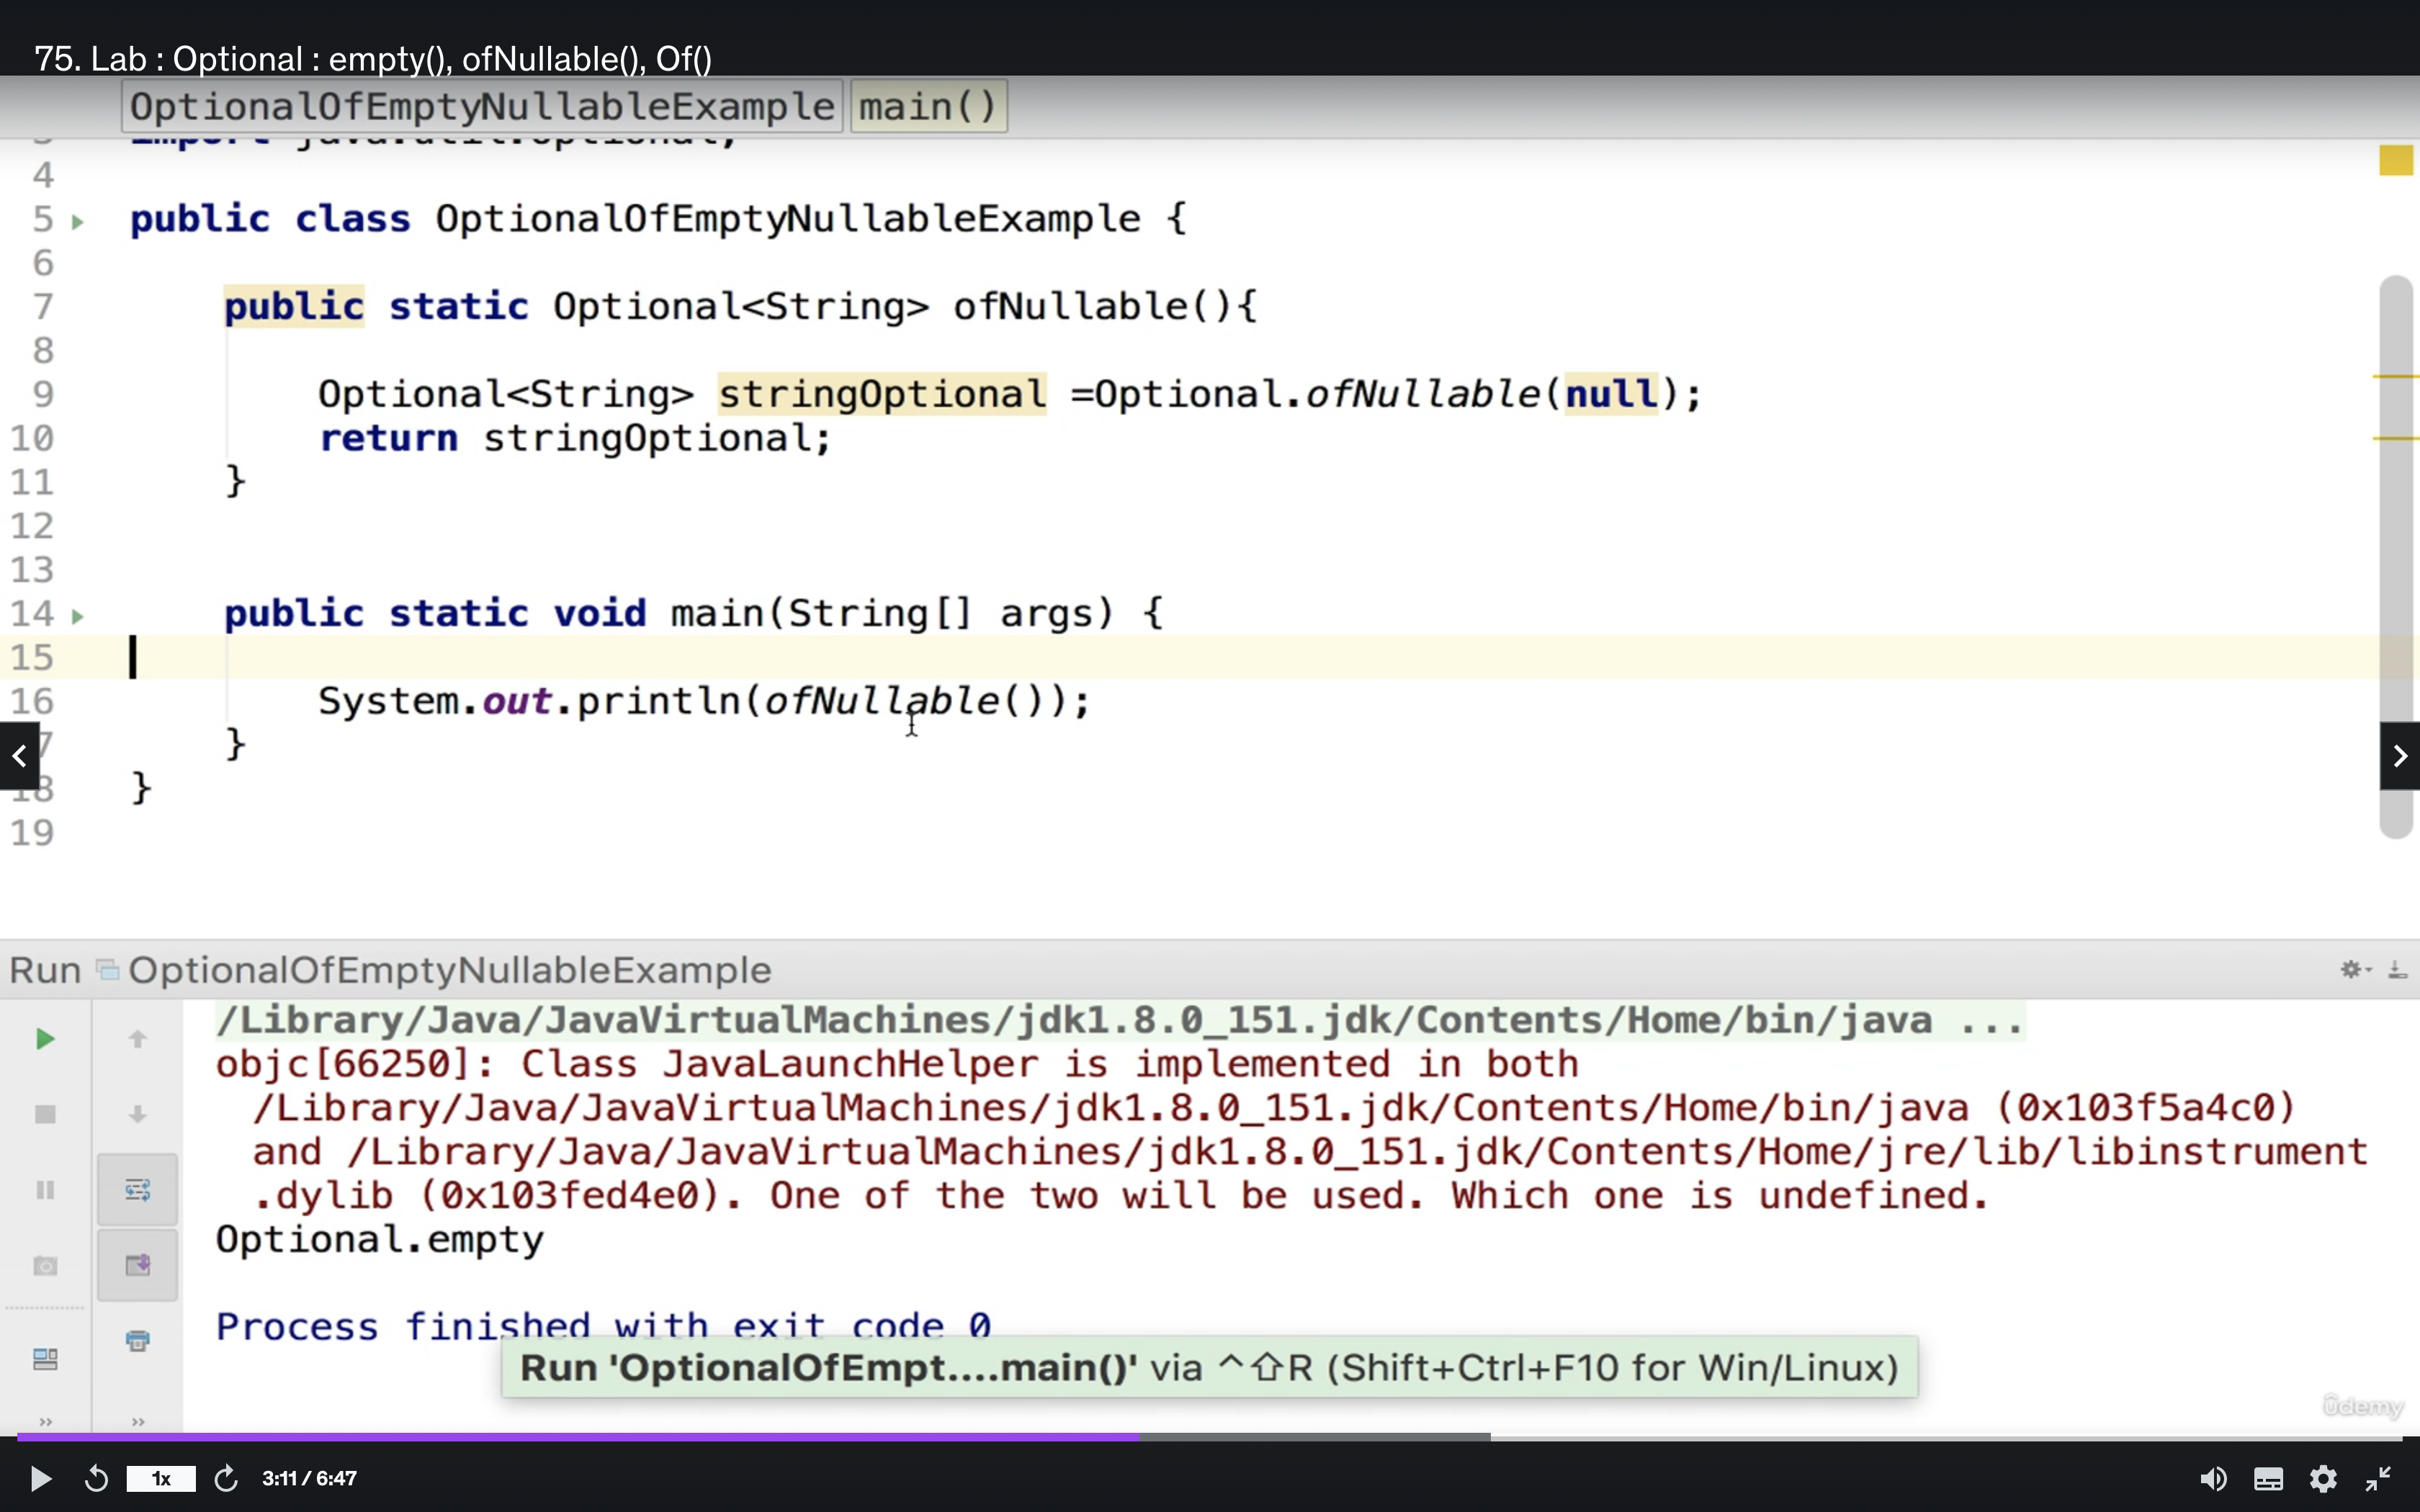 75. Lab : Optional : empty(), ofNullable(), Of()
OptionalOfEmptyNullableExample main()
3 import java.util.Optional;
4
5 public class OptionalOfEmptyNullableExample {
6
7 public static Optional<String> ofNullable(){
8
9 Optional<String> stringOptional =Optional.ofNullable(null);
10 return stringOptional;
11 }
12
13
14 public static void main(String[] args) {
15
16 System.out.println(ofNullable());
7 }
18 }
19
Run OptionalOfEmptyNullableExample
/Library/Java/JavaVirtualMachines/jdk1.8.0_151.jdk/Contents/Home/bin/java ...
objc[66250]: Class JavaLaunchHelper is implemented in both
/Library/Java/JavaVirtualMachines/jdk1.8.0_151.jdk/Contents/Home/bin/java (0x103f5a4c0)
and /Library/Java/JavaVirtualMachines/jdk1.8.0_151.jdk/Contents/Home/jre/lib/libinstrument
.dylib (0x103fed4e0). One of the two will be used. Which one is undefined.
Optional.empty
Process finished with exit code 0
Run 'OptionalOfEmpt....main()' via ^⇧R (Shift+Ctrl+F10 for Win/Linux)
ûdemy
1x 3:11 / 6:47